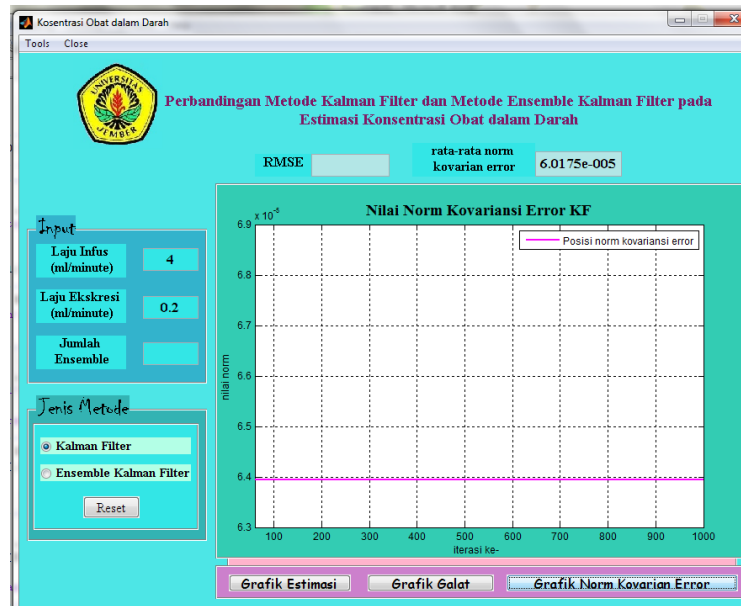 Kosentrasi Obat dalam Darah
Tools Close
UNIVERSITAS
JEMBER
Perbandingan Metode Kalman Filter dan Metode Ensemble Kalman Filter pada
Estimasi Konsentrasi Obat dalam Darah
RMSE
rata-rata norm
kovarian error
6.0175e-005
Input
Laju Infus
(ml/minute)
4
Laju Ekskresi
(ml/minute)
0.2
Jumlah
Ensemble
Jenis Metode
Kalman Filter
Ensemble Kalman Filter
Reset
Nilai Norm Kovariansi Error KF
x 10⁻⁵
Posisi norm kovariansi error
6.9
6.8
6.7
6.6
6.5
6.4
6.3
nilai norm
100 200 300 400 500 600 700 800 900 1000
iterasi ke-
Grafik Estimasi
Grafik Galat
Grafik Norm Kovarian Error